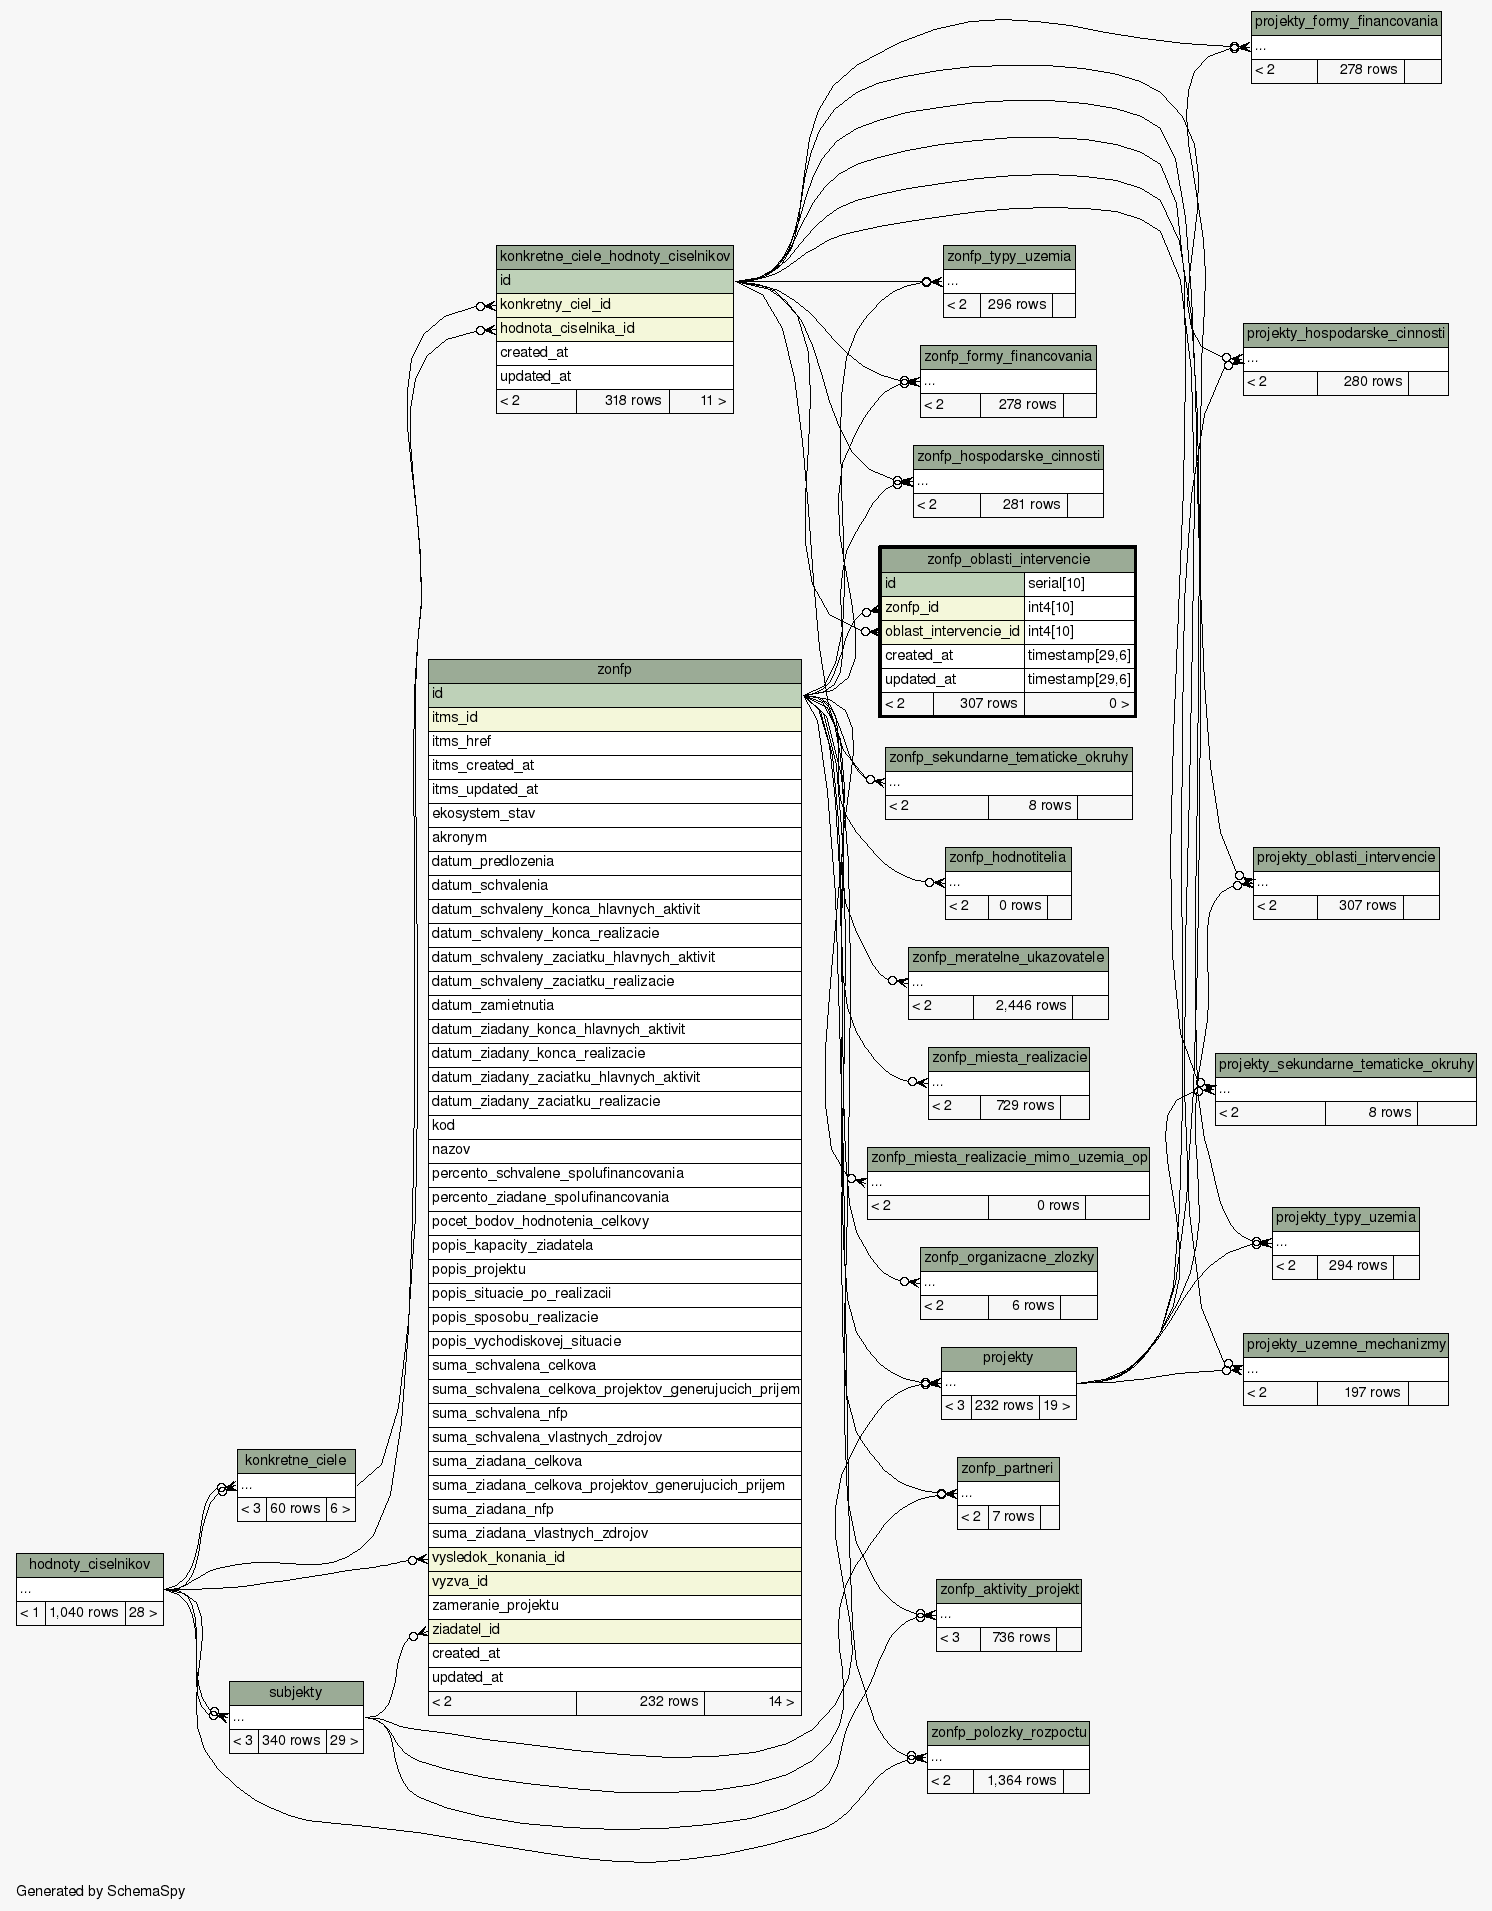 projekty_formy_financovania
...
< 2 278 rows
konkretne_ciele_hodnoty_ciselnikov
id
konkretny_ciel_id
hodnota_ciselnika_id
created_at
updated_at
< 2 318 rows 11 >
zonfp_typy_uzemia
...
< 2 296 rows
projekty_hospodarske_cinnosti
...
< 2 280 rows
zonfp_formy_financovania
...
< 2 278 rows
zonfp_hospodarske_cinnosti
...
< 2 281 rows
zonfp_oblasti_intervencie
id serial[10]
zonfp_id int4[10]
oblast_intervencie_id int4[10]
created_at timestamp[29,6]
updated_at timestamp[29,6]
< 2 307 rows 0 >
zonfp
id
itms_id
itms_href
itms_created_at
itms_updated_at
ekosystem_stav
akronym
datum_predlozenia
datum_schvalenia
datum_schvaleny_konca_hlavnych_aktivit
datum_schvaleny_konca_realizacie
datum_schvaleny_zaciatku_hlavnych_aktivit
datum_schvaleny_zaciatku_realizacie
datum_zamietnutia
datum_ziadany_konca_hlavnych_aktivit
datum_ziadany_konca_realizacie
datum_ziadany_zaciatku_hlavnych_aktivit
datum_ziadany_zaciatku_realizacie
kod
nazov
percento_schvalene_spolufinancovania
percento_ziadane_spolufinancovania
pocet_bodov_hodnotenia_celkovy
popis_kapacity_ziadatela
popis_projektu
popis_situacie_po_realizacii
popis_sposobu_realizacie
popis_vychodiskovej_situacie
suma_schvalena_celkova
suma_schvalena_celkova_projektov_generujucich_prijem
suma_schvalena_nfp
suma_schvalena_vlastnych_zdrojov
suma_ziadana_celkova
suma_ziadana_celkova_projektov_generujucich_prijem
suma_ziadana_nfp
suma_ziadana_vlastnych_zdrojov
vysledok_konania_id
vyzva_id
zameranie_projektu
ziadatel_id
created_at
updated_at
< 2 232 rows 14 >
zonfp_sekundarne_tematicke_okruhy
...
< 2 8 rows
zonfp_hodnotitelia
...
< 2 0 rows
projekty_oblasti_intervencie
...
< 2 307 rows
zonfp_meratelne_ukazovatele
...
< 2 2,446 rows
zonfp_miesta_realizacie
...
< 2 729 rows
projekty_sekundarne_tematicke_okruhy
...
< 2 8 rows
zonfp_miesta_realizacie_mimo_uzemia_op
...
< 2 0 rows
projekty_typy_uzemia
...
< 2 294 rows
zonfp_organizacne_zlozky
...
< 2 6 rows
projekty_uzemne_mechanizmy
...
< 2 197 rows
projekty
...
< 3 232 rows 19 >
konkretne_ciele
...
< 3 60 rows 6 >
zonfp_partneri
...
< 2 7 rows
hodnoty_ciselnikov
...
< 1 1,040 rows 28 >
zonfp_aktivity_projekt
...
< 3 736 rows
subjekty
...
< 3 340 rows 29 >
zonfp_polozky_rozpoctu
...
< 2 1,364 rows
Generated by SchemaSpy